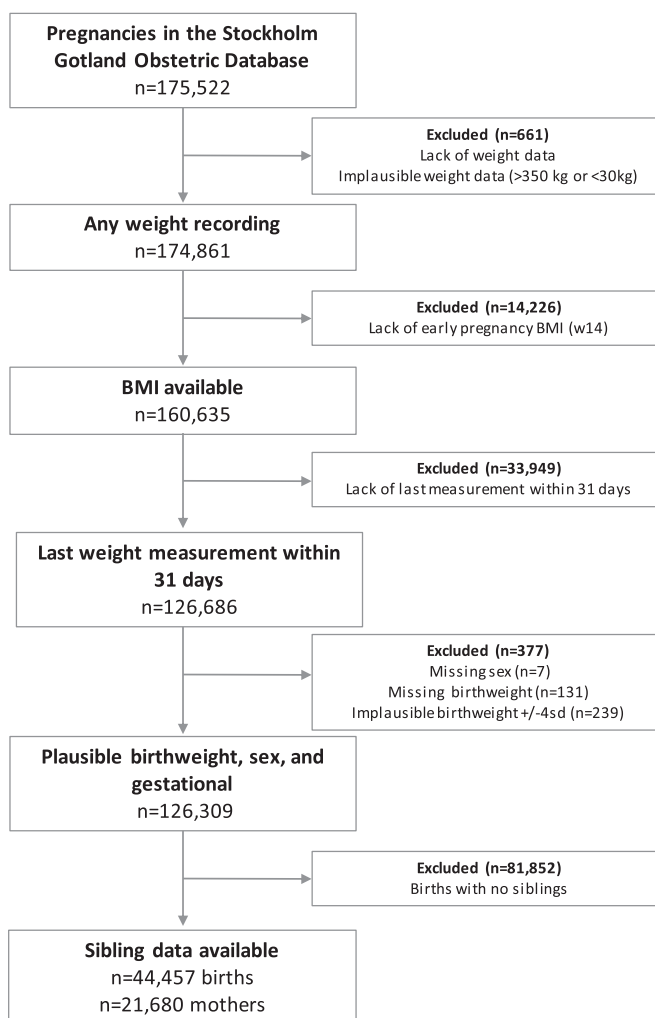 Pregnancies in the Stockholm
Gotland Obstetric Database
n=175,522
Excluded (n=661)
Lack of weight data
Implausible weight data (>350 kg or <30kg)
Any weight recording
n=174,861
Excluded (n=14,226)
Lack of early pregnancy BMI (w14)
BMI available
n=160,635
Excluded (n=33,949)
Lack of last measurement within 31 days
Last weight measurement within
31 days
n=126,686
Excluded (n=377)
Missing sex (n=7)
Missing birthweight (n=131)
Implausible birthweight +/-4sd (n=239)
Plausible birthweight, sex, and
gestational
n=126,309
Excluded (n=81,852)
Births with no siblings
Sibling data available
n=44,457 births
n=21,680 mothers